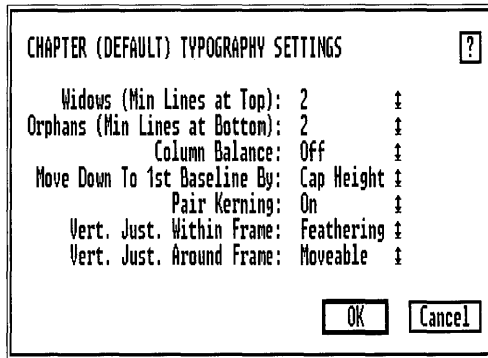 CHAPTER (DEFAULT) TYPOGRAPHY SETTINGS ?
Widows (Min Lines at Top): 2 ↕
Orphans (Min Lines at Bottom): 2 ↕
Column Balance: Off ↕
Move Down To 1st Baseline By: Cap Height ↕
Pair Kerning: On ↕
Vert. Just. Within Frame: Feathering ↕
Vert. Just. Around Frame: Moveable ↕
OK Cancel